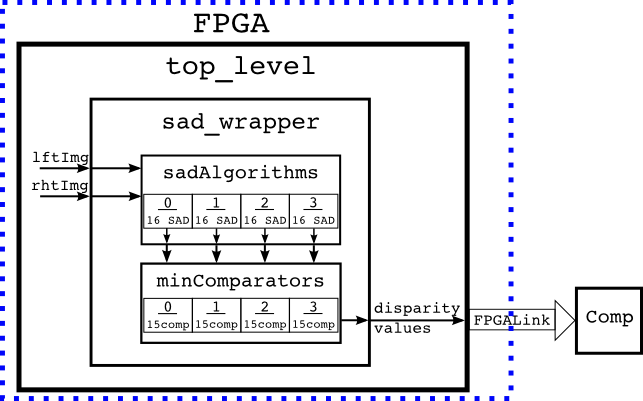 FPGA
top_level
sad_wrapper
lftImg
rhtImg
sadAlgorithms
0 1 2 3
16 SAD 16 SAD 16 SAD 16 SAD
minComparators
0 1 2 3
15comp 15comp 15comp 15comp
disparity
values
FPGALink
Comp